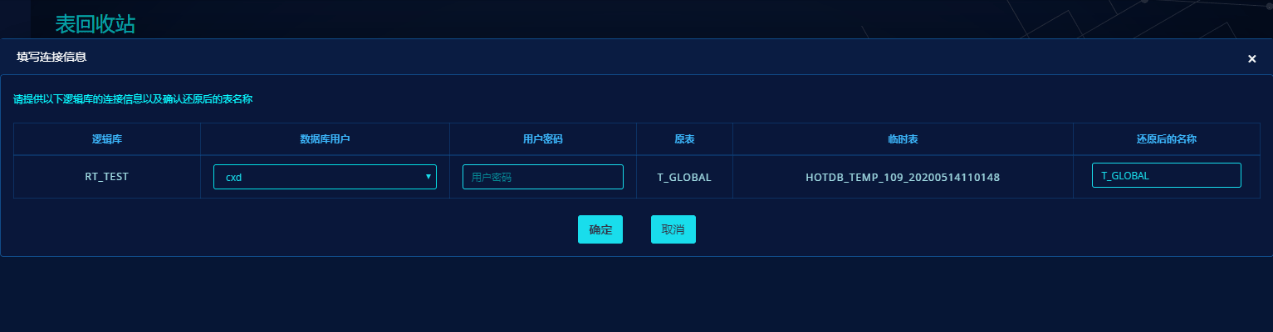 表回收站
填写连接信息
×
请提供以下逻辑库的连接信息以及确认还原后的表名称
逻辑库 数据库用户 用户密码 原表 临时表 还原后的名称
RT_TEST cxd 用户密码 T_GLOBAL HOTDB_TEMP_109_20200514110148 T_GLOBAL
确定 取消